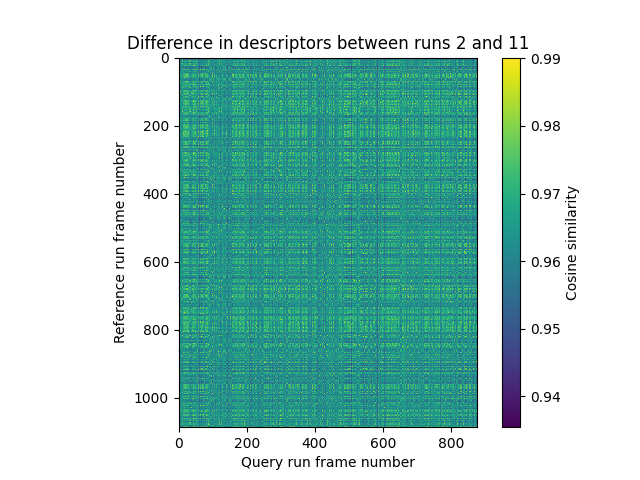 Difference in descriptors between runs 2 and 11
0
200
400
600
800
1000
Reference run frame number
0 200 400 600 800
Query run frame number
0.99
0.98
0.97
0.96
0.95
0.94
Cosine similarity